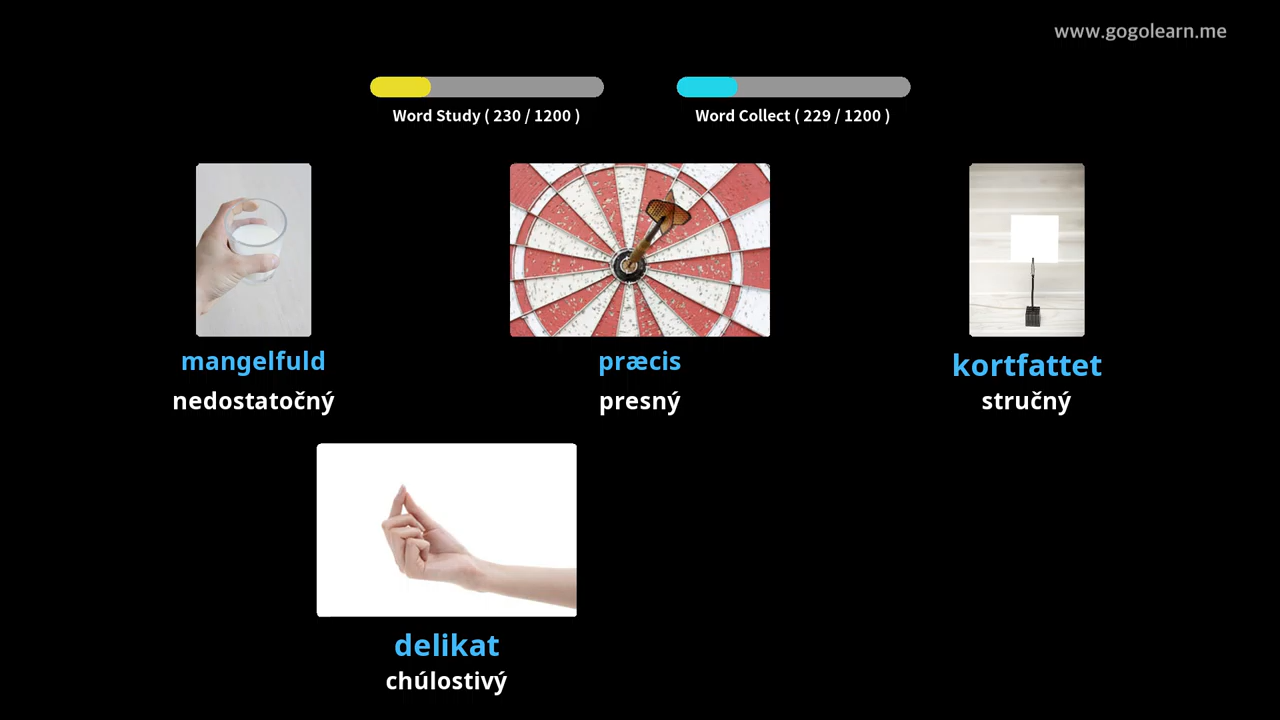 www.gogolearn.me
Word Study ( 230 / 1200 )
Word Collect ( 229 / 1200 )
mangelfuld
nedostatočný
præcis
presný
kortfattet
stručný
delikat
chúlostivý